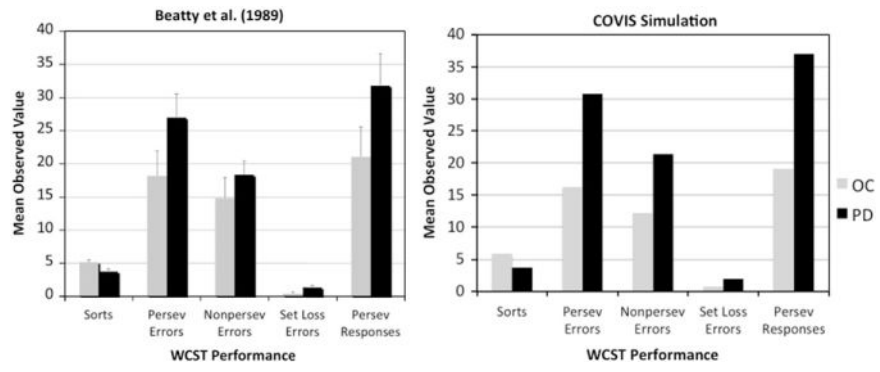 Beatty et al. (1989)
40
35
30
25
20
15
10
5
0
Mean Observed Value
Sorts
Persev
Errors
Nonpersev
Errors
Set Loss
Errors
Persev
Responses
WCST Performance
COVIS Simulation
40
35
30
25
20
15
10
5
0
Mean Observed Value
Sorts
Persev
Errors
Nonpersev
Errors
Set Loss
Errors
Persev
Responses
WCST Performance
OC
PD